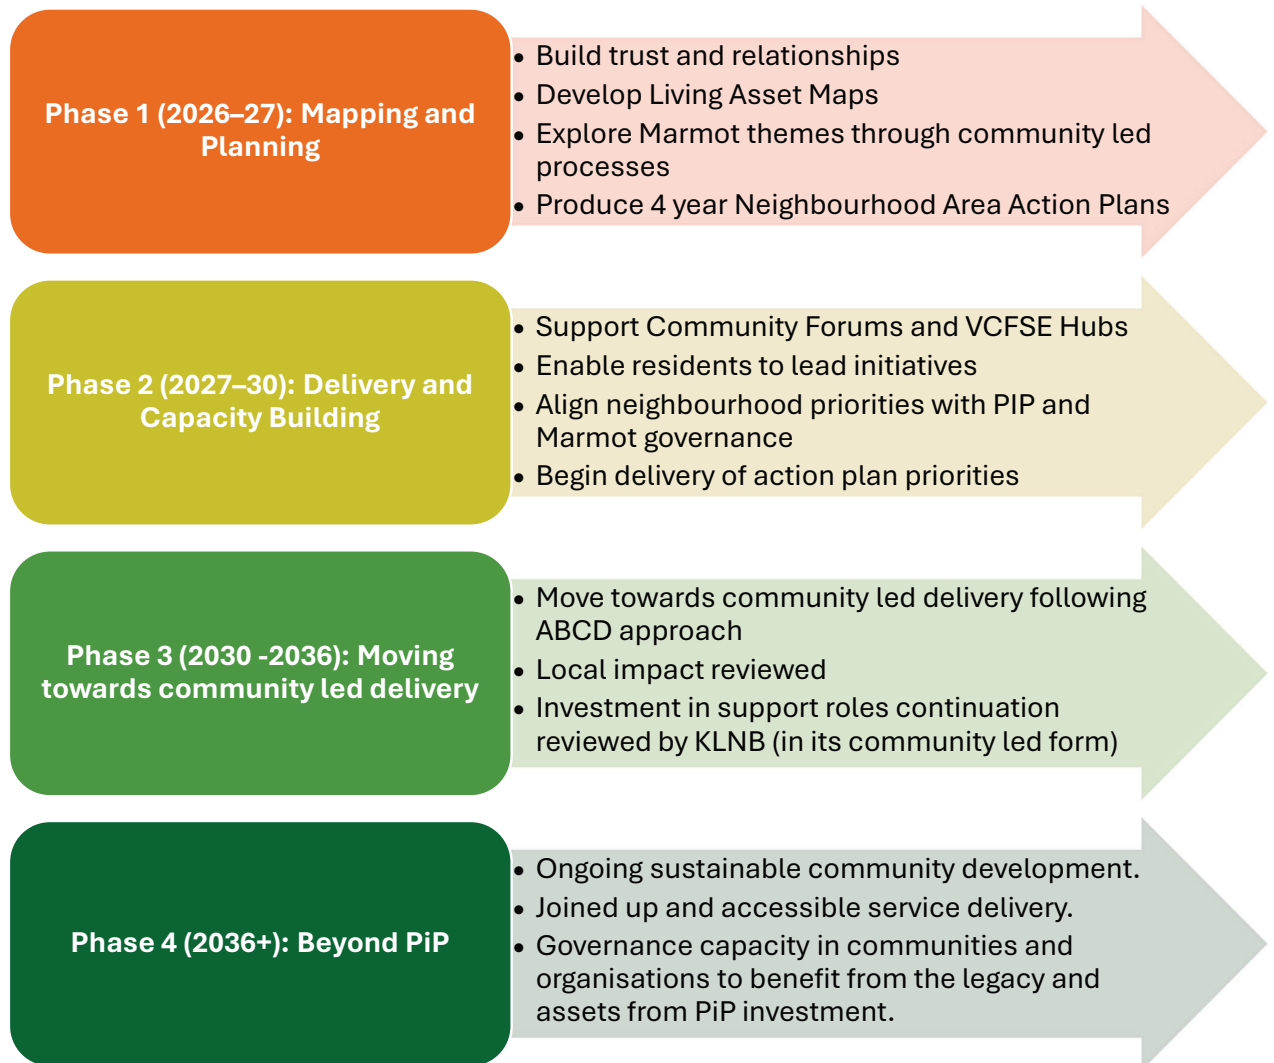 Phase 1 (2026–27): Mapping and
Planning
• Build trust and relationships
• Develop Living Asset Maps
• Explore Marmot themes through community led
processes
• Produce 4 year Neighbourhood Area Action Plans
Phase 2 (2027–30): Delivery and
Capacity Building
• Support Community Forums and VCFSE Hubs
• Enable residents to lead initiatives
• Align neighbourhood priorities with PIP and
Marmot governance
• Begin delivery of action plan priorities
Phase 3 (2030 -2036): Moving
towards community led delivery
• Move towards community led delivery following
ABCD approach
• Local impact reviewed
• Investment in support roles continuation
reviewed by KLNB (in its community led form)
Phase 4 (2036+): Beyond PiP
• Ongoing sustainable community development.
• Joined up and accessible service delivery.
• Governance capacity in communities and
organisations to benefit from the legacy and
assets from PiP investment.